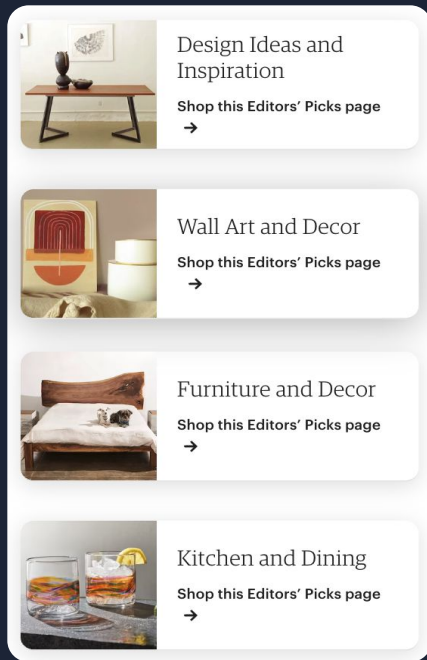 Design Ideas and
Inspiration
Shop this Editors’ Picks page
→
Wall Art and Decor
Shop this Editors’ Picks page
→
Furniture and Decor
Shop this Editors’ Picks page
→
Kitchen and Dining
Shop this Editors’ Picks page
→